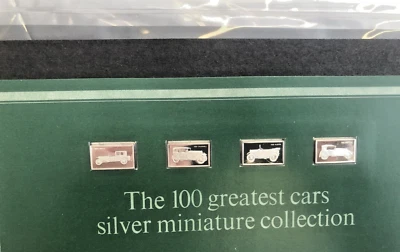 The 100 greatest cars
silver miniature collection